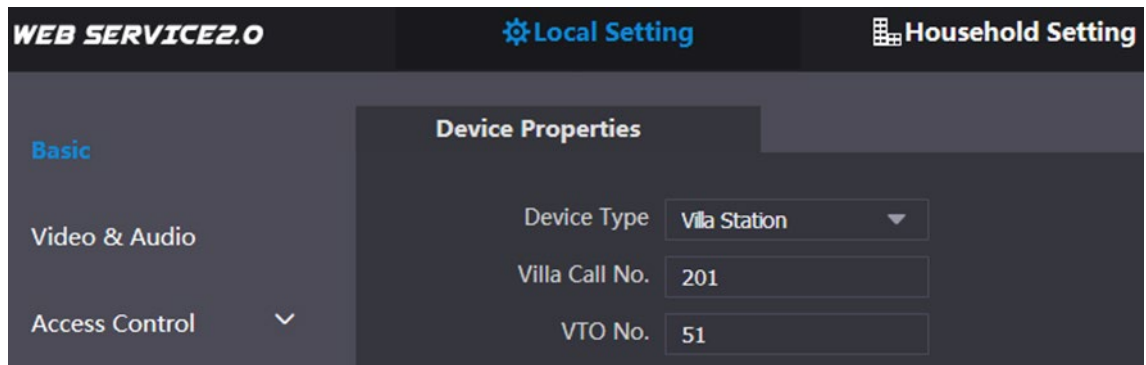 WEB SERVICE2.0
Local Setting
Household Setting
Basic
Video & Audio
Access Control
Device Properties
Device Type Villa Station
Villa Call No. 201
VTO No. 51